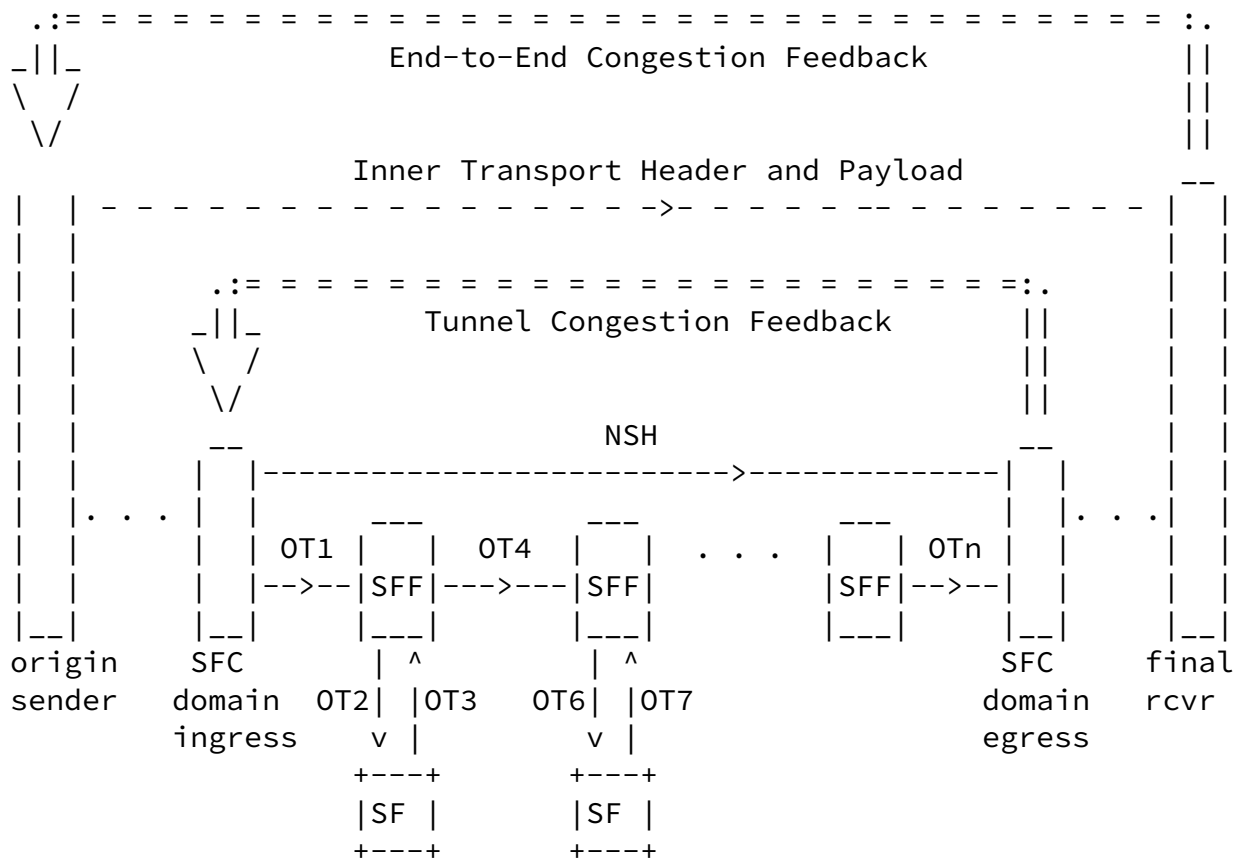 End-to-End Congestion Feedback
Inner Transport Header and Payload
Tunnel Congestion Feedback
NSH
. . . . . .
OT1 OT4 . . . OTn
SFF SFF SFF
origin SFC SFC final
sender domain OT2 OT3 OT6 OT7 domain rcvr
ingress egress
SF SF